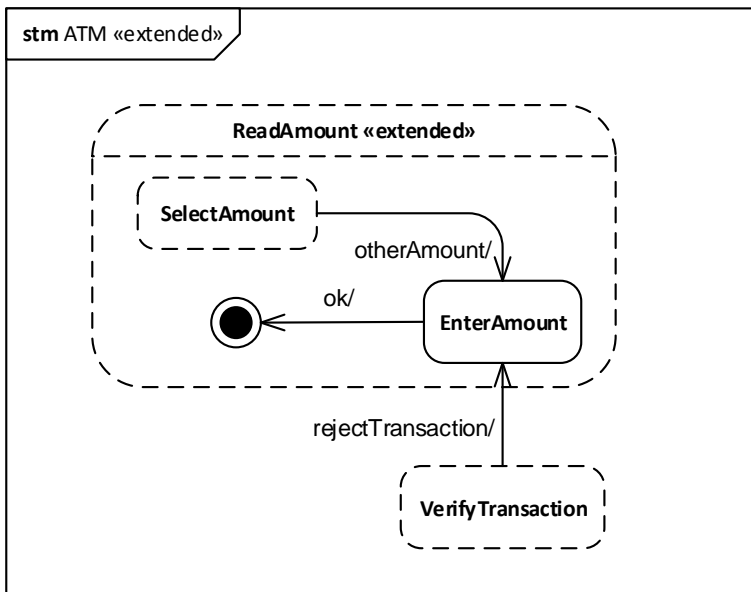 stm ATM «extended»
ReadAmount «extended»
SelectAmount
otherAmount/
ok/
EnterAmount
rejectTransaction/
VerifyTransaction